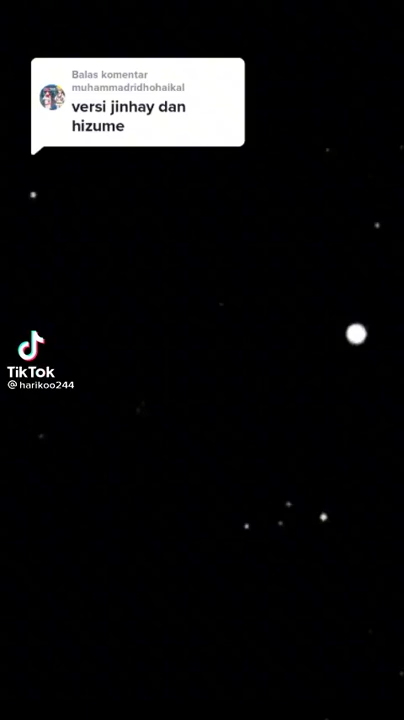 Balas komentar
muhammadridhohaikal
versi jinhay dan
hizume
TikTok
@harikoo244